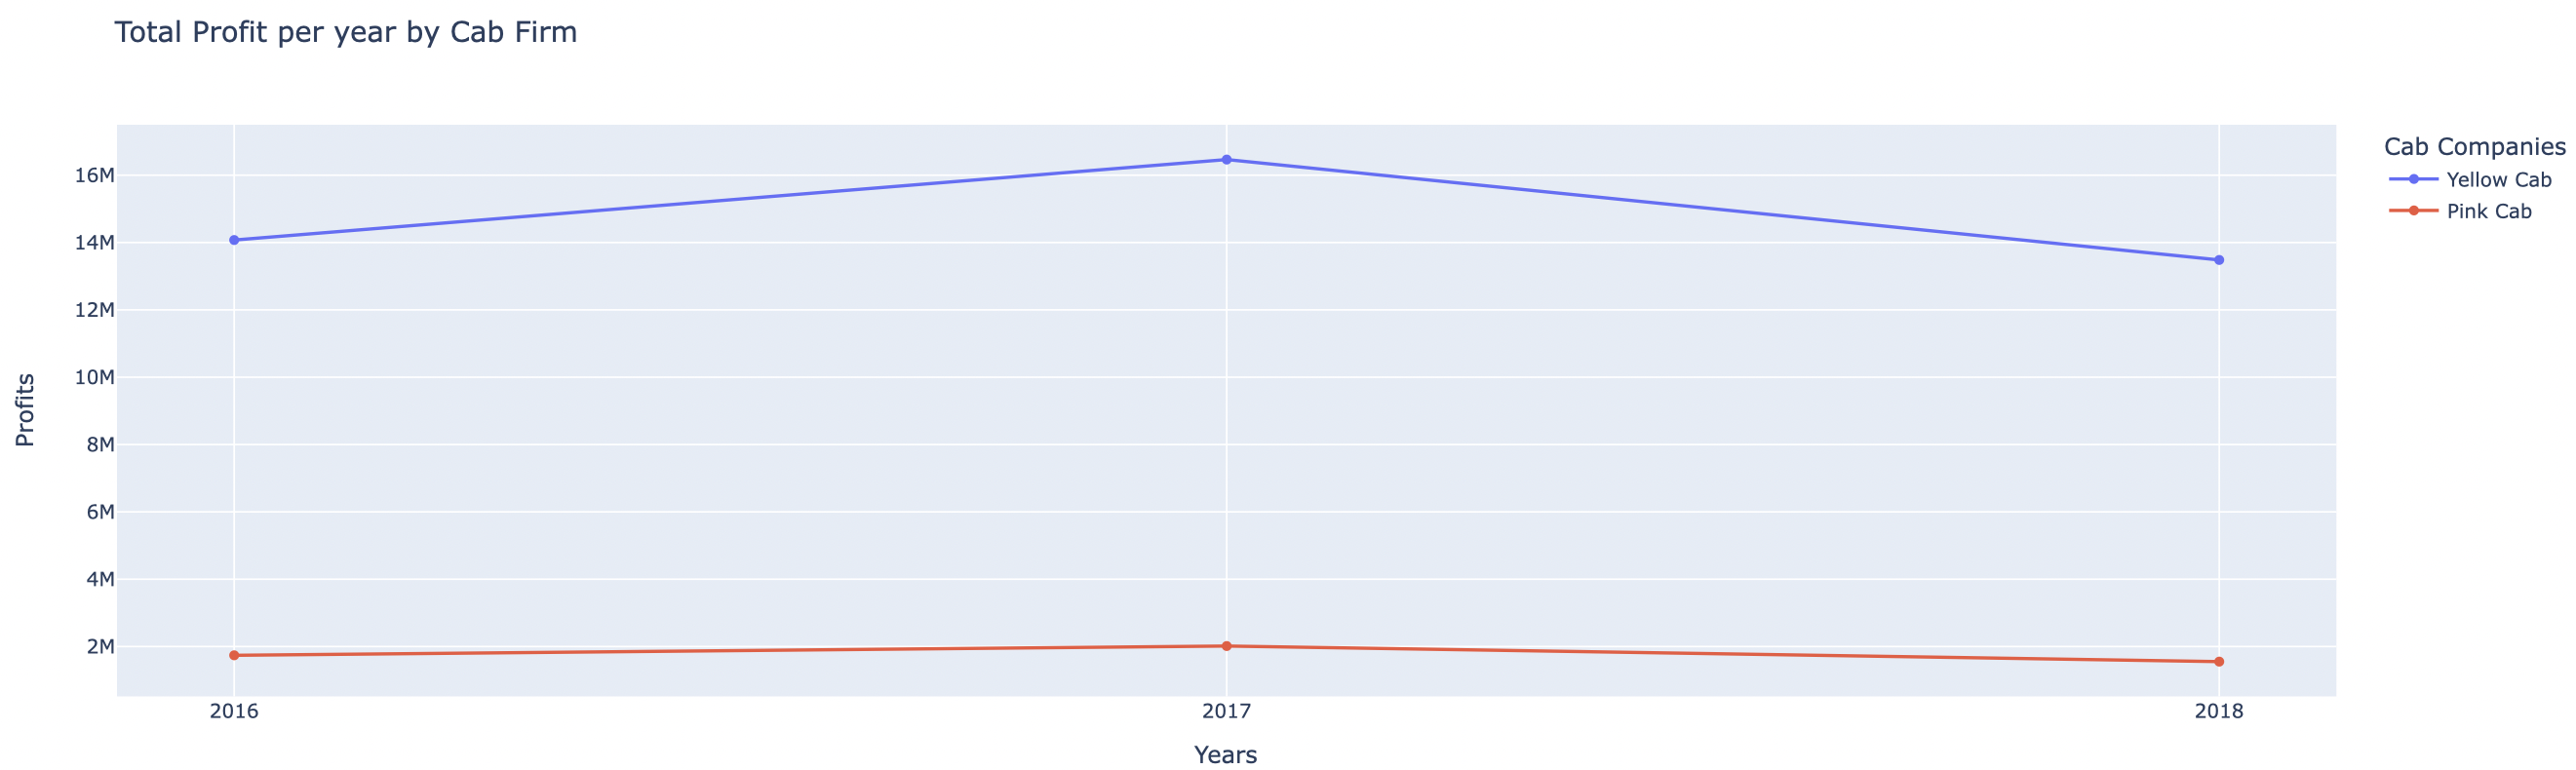 Total Profit per year by Cab Firm
Cab Companies
Yellow Cab
Pink Cab
Profits
16M
14M
12M
10M
8M
6M
4M
2M
2016
2017
2018
Years